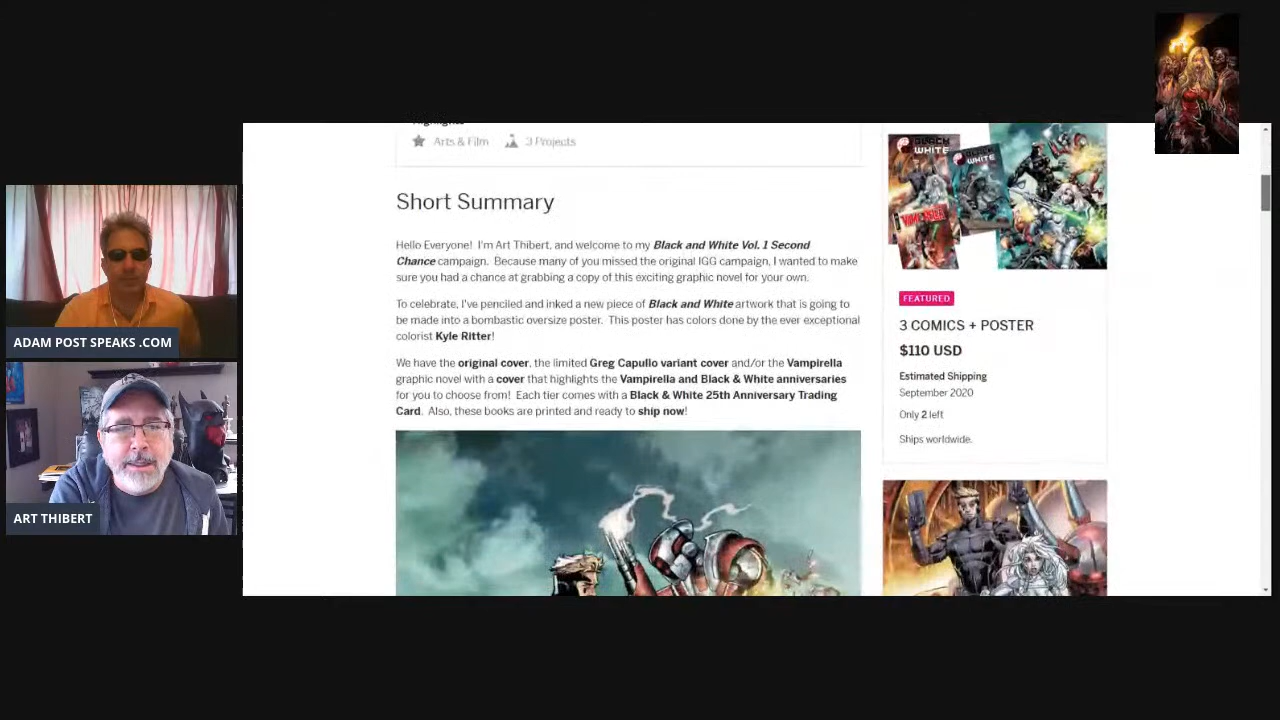 Highlights
Arts & Film 3 Projects
Short Summary
Hello Everyone! I'm Art Thibert, and welcome to my Black and White Vol. 1 Second
Chance campaign. Because many of you missed the original IGG campaign, I wanted to make
sure you had a chance at grabbing a copy of this exciting graphic novel for your own.
To celebrate, I've penciled and inked a new piece of Black and White artwork that is going to
be made into a bombastic oversize poster. This poster has colors done by the ever exceptional
colorist Kyle Ritter!
We have the original cover, the limited Greg Capullo variant cover and/or the Vampirella
graphic novel with a cover that highlights the Vampirella and Black & White anniversaries
for you to choose from! Each tier comes with a Black & White 25th Anniversary Trading
Card. Also, these books are printed and ready to ship now!
BLACK
WHITE
WHITE
FEATURED
3 COMICS + POSTER
$110 USD
Estimated Shipping
September 2020
Only 2 left
Ships worldwide.
ADAM POST SPEAKS .COM
ART THIBERT